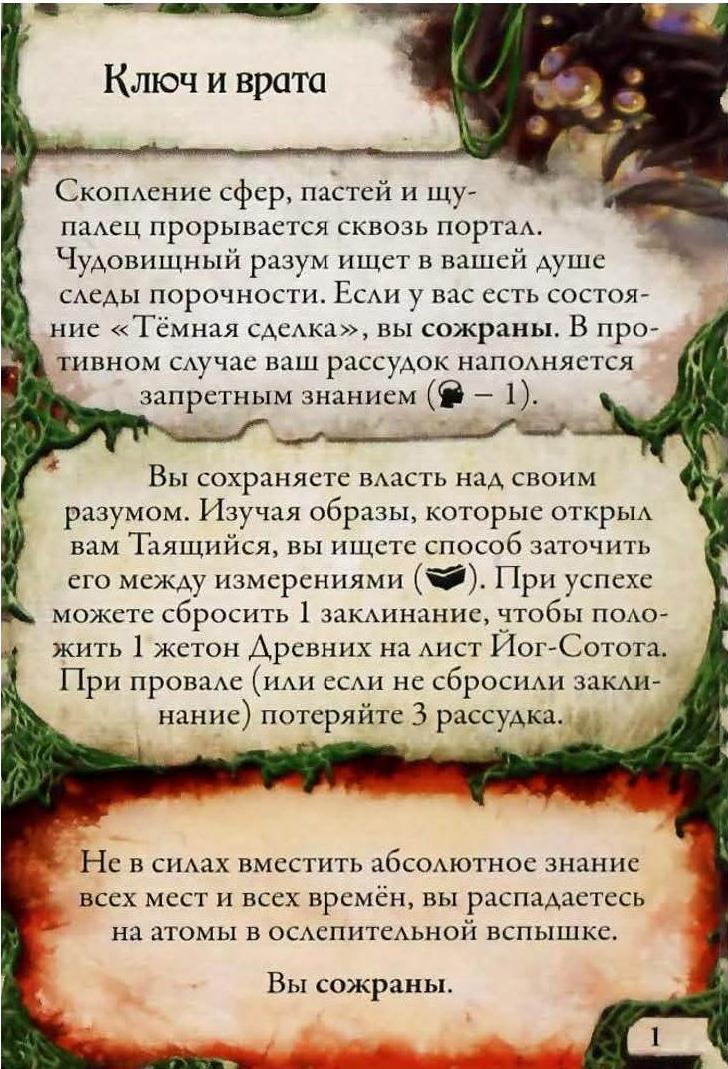 Ключ и врата
Скопление сфер, пастей и щу-
палец прорывается сквозь портал.
Чудовищный разум ищет в вашей душе
следы порочности. Если у вас есть состоя-
ние «Тёмная сделка», вы сожраны. В про-
тивном случае ваш рассудок наполняется
запретным знанием ( – 1).
Вы сохраняете власть над своим
разумом. Изучая образы, которые открыл
вам Таящийся, вы ищете способ заточить
его между измерениями ( ). При успехе
можете сбросить 1 заклинание, чтобы поло-
жить 1 жетон Древних на лист Йог-Сотота.
При провале (или если не сбросили закли-
нание) потеряйте 3 рассудка.
Не в силах вместить абсолютное знание
всех мест и всех времён, вы распадаетесь
на атомы в ослепительной вспышке.
Вы сожраны.
1